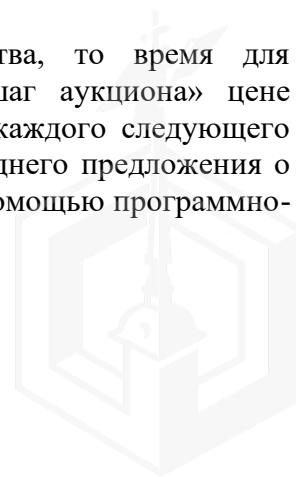 тва, то время для
шаг аукциона» цене
каждого следующего
днего предложения о
омощью программно-